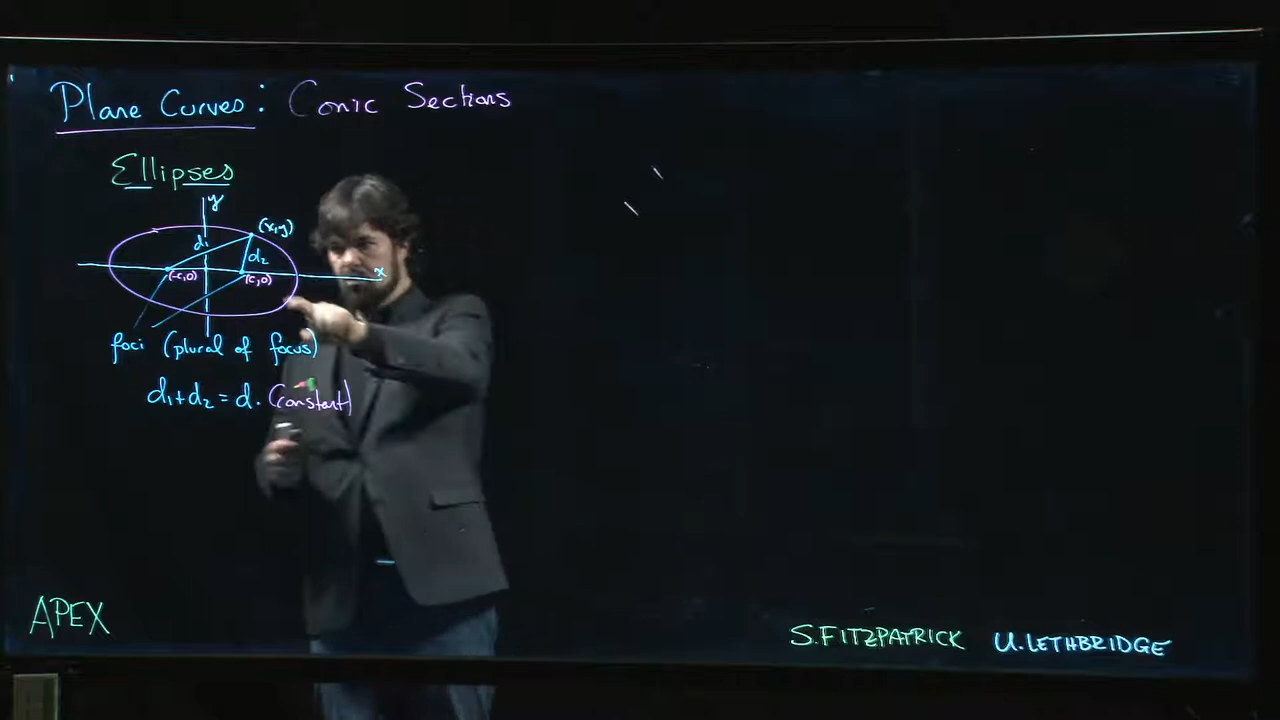 Plane Curves: Conic Sections
Ellipses
y
(x,y)
d1
d2
x
(-c,0) (c,0)
foci (plural of focus)
d1+d2 = d. (constant)
APEX
S.FITZPATRICK U.LETHBRIDGE